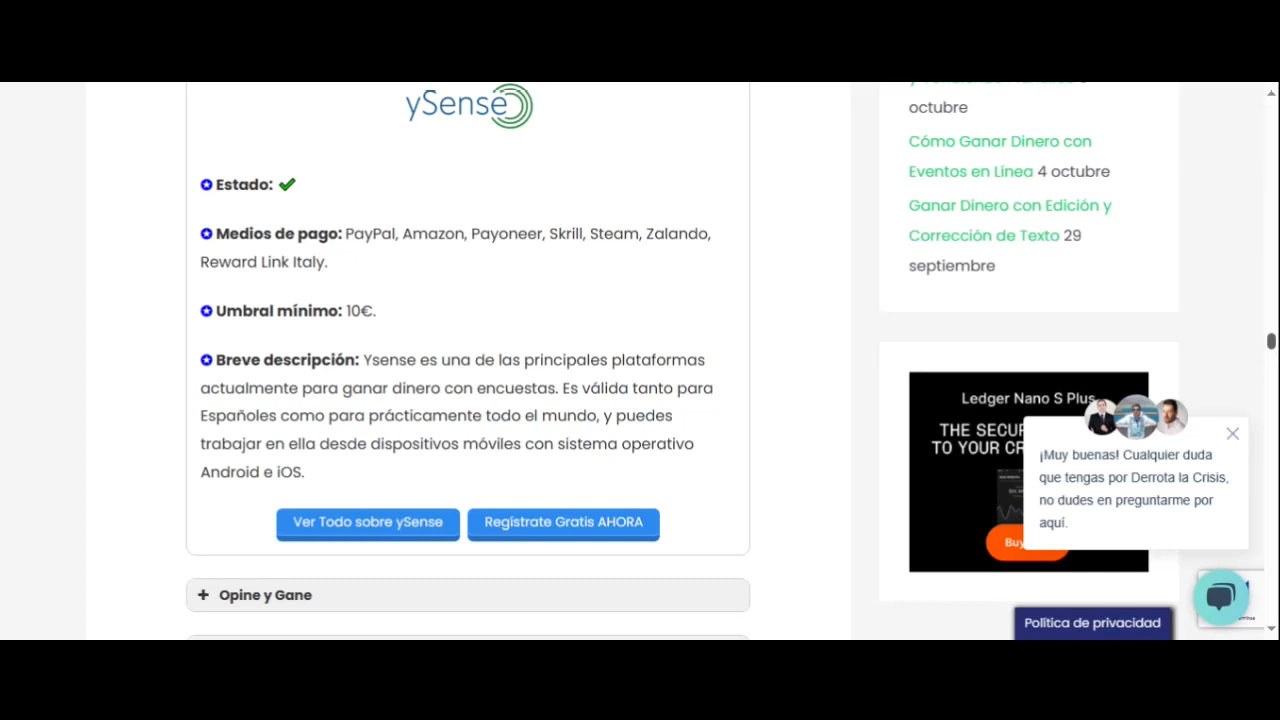 ySense
Estado:
Medios de pago: PayPal, Amazon, Payoneer, Skrill, Steam, Zalando,
Reward Link Italy.
Umbral mínimo: 10€.
Breve descripción: Ysense es una de las principales plataformas
actualmente para ganar dinero con encuestas. Es válida tanto para
Españoles como para prácticamente todo el mundo, y puedes
trabajar en ella desde dispositivos móviles con sistema operativo
Android e iOS.
Ver Todo sobre ySense
Regístrate Gratis AHORA
+ Opine y Gane
octubre
Cómo Ganar Dinero con
Eventos en Línea 4 octubre
Ganar Dinero con Edición y
Corrección de Texto 29
septiembre
Ledger Nano S Plus
THE SECUR
TO YOUR CR
Buy
¡Muy buenas! Cualquier duda
que tengas por Derrota la Crisis,
no dudes en preguntarme por
aquí.
Política de privacidad